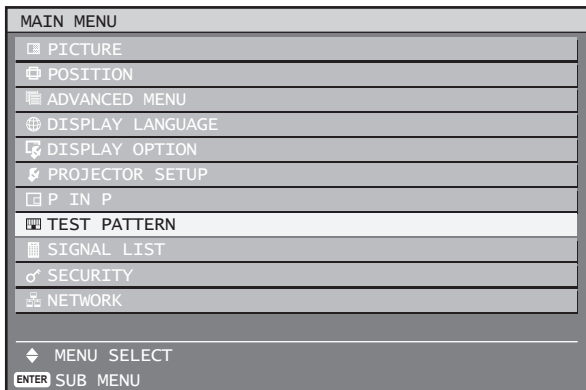 MAIN MENU
PICTURE
POSITION
ADVANCED MENU
DISPLAY LANGUAGE
DISPLAY OPTION
PROJECTOR SETUP
P IN P
TEST PATTERN
SIGNAL LIST
SECURITY
NETWORK
MENU SELECT
ENTER SUB MENU